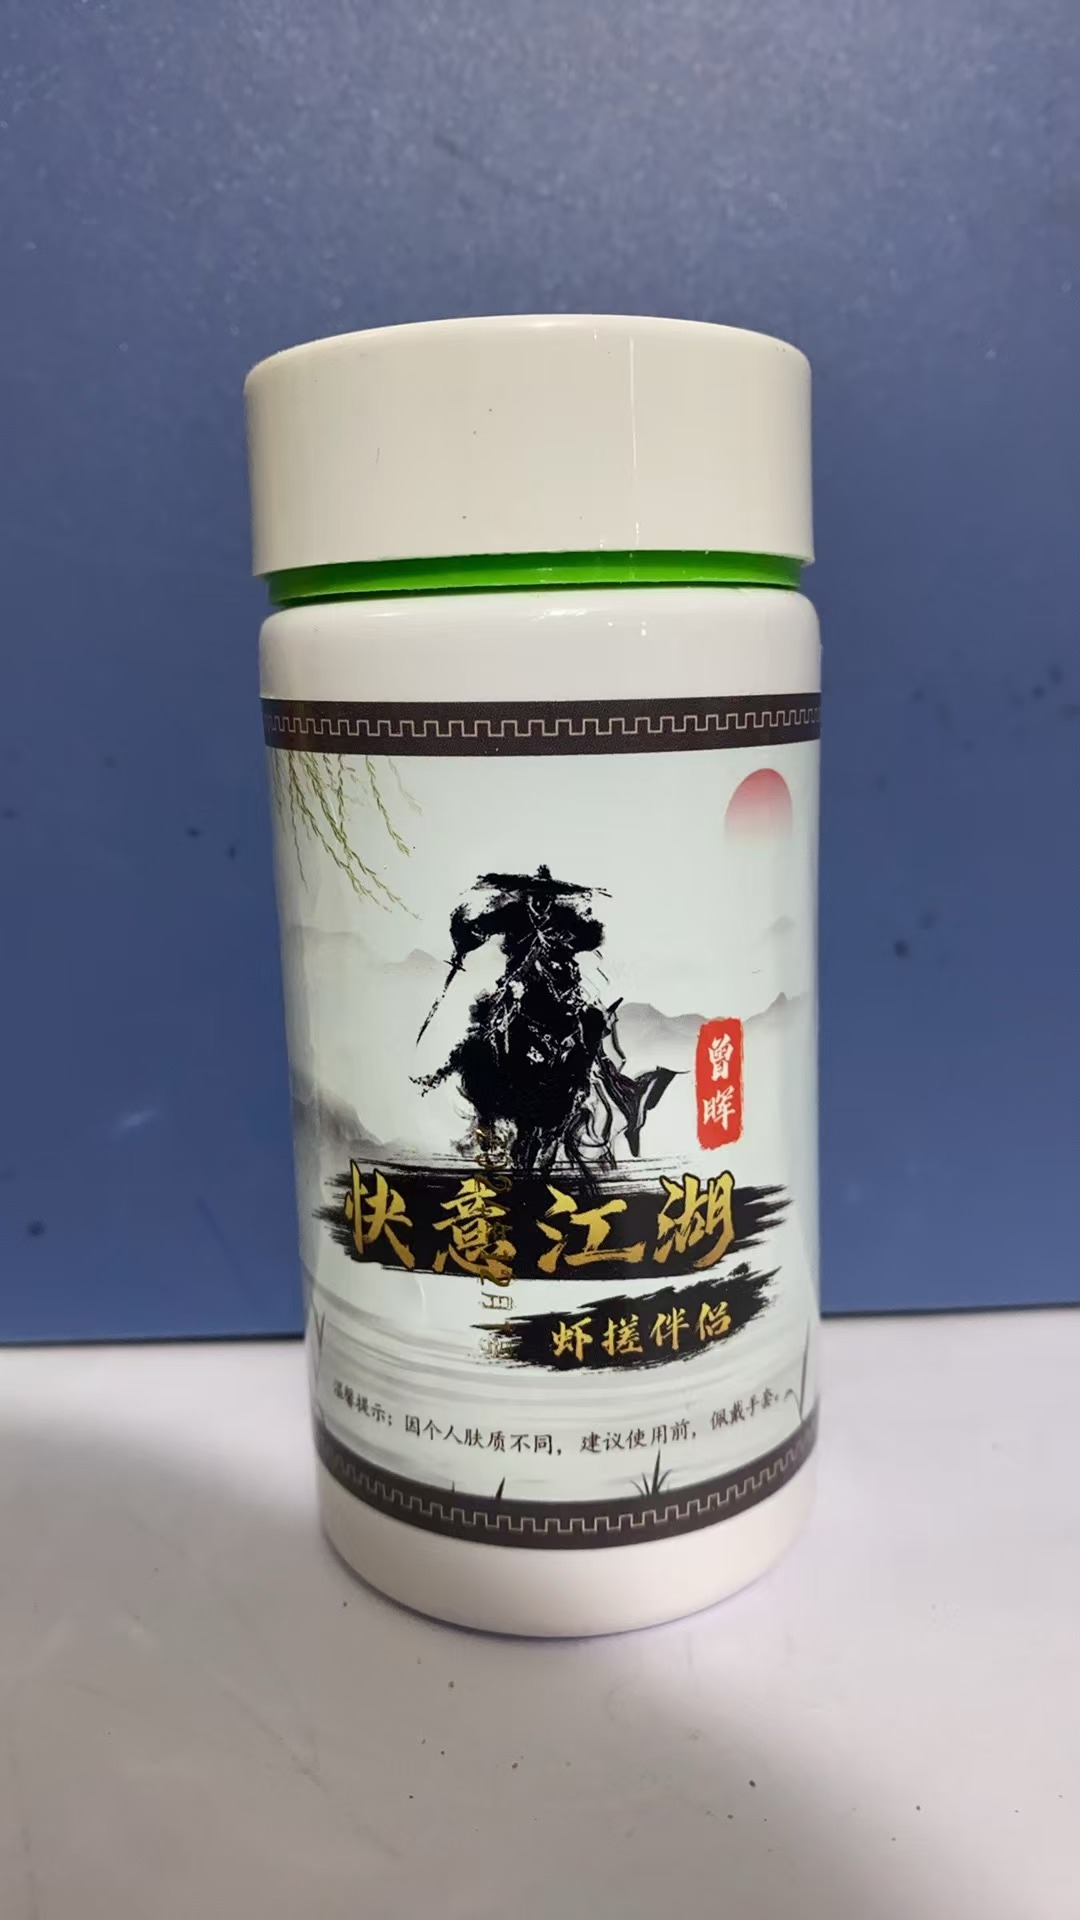 曾晖
快意江湖
虾搓伴侣
温馨提示：因个人肤质不同，建议使用前，佩戴手套。